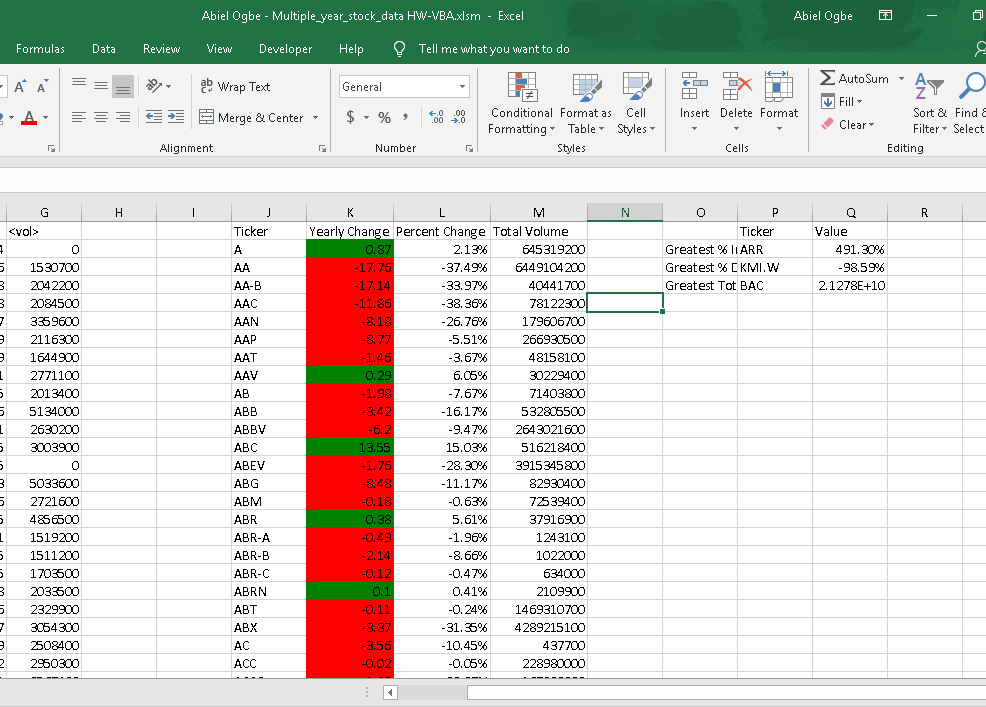 Abiel Ogbe - Multiple_year_stock_data HW-VBA.xlsm - Excel Abiel Ogbe
Formulas Data Review View Developer Help Tell me what you want to do
Wrap Text General Conditional Format as Cell Insert Delete Format AutoSum Sort & Find &
Merge & Center $ % , Formatting Table Styles Fill Filter Select
Clear
Alignment Number Styles Cells Editing
G H I J K L M N O P Q R
<vol> Ticker Yearly Change Percent Change Total Volume Ticker Value
0 A 0.87 2.13% 645319200 Greatest % I ARR 491.30%
1530700 AA -17.76 -37.49% 6449104200 Greatest % D KMI.W -98.59%
2042200 AA-B -17.14 -33.97% 40441700 Greatest Tot BAC 2.1278E+10
2084500 AAC -11.86 -38.36% 78122300
3359600 AAN -8.18 -26.76% 179606700
2116300 AAP -8.77 -5.51% 266930500
1644900 AAT -1.46 -3.67% 48158100
2771100 AAV 0.29 6.05% 30229400
2013400 AB -1.98 -7.67% 71403800
5134000 ABB -3.42 -16.17% 532805500
2630200 ABBV -6.2 -9.47% 2643021600
3003900 ABC 13.55 15.03% 516218400
0 ABEV -1.76 -28.30% 3915345800
5033600 ABG -8.48 -11.17% 82930400
2721600 ABM -0.18 -0.63% 72539400
4856500 ABR 0.38 5.61% 37916900
1519200 ABR-A -0.49 -1.96% 1243100
1511200 ABR-B -2.14 -8.66% 1022000
1703500 ABR-C -0.12 -0.47% 634000
2033500 ABRN 0.1 0.41% 2109900
2329900 ABT -0.11 -0.24% 1469310700
3054300 ABX -3.37 -31.35% 4289215100
2508400 AC -3.56 -10.45% 437700
2950300 ACC -0.02 -0.05% 228980000